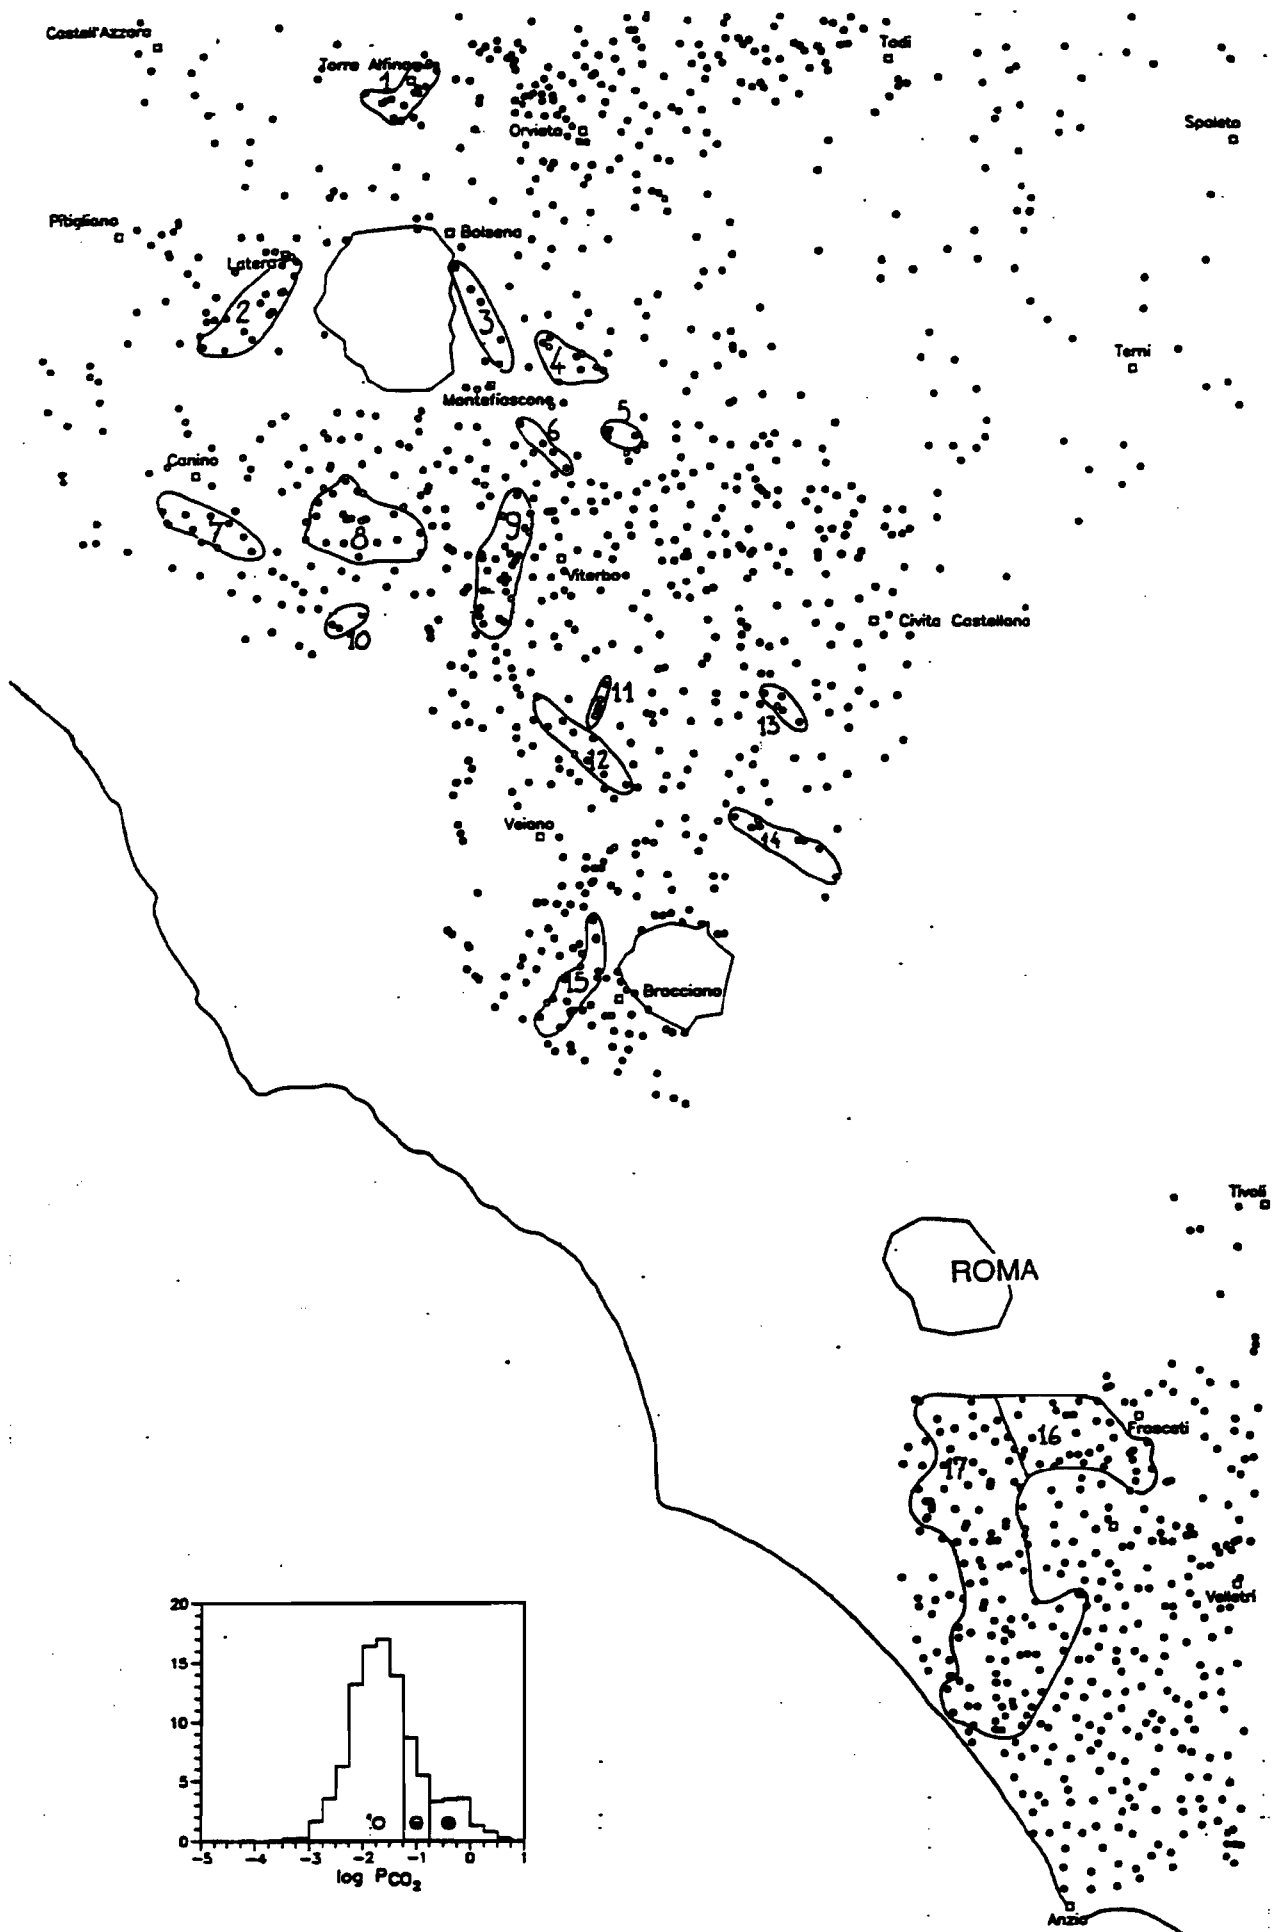 Castell'Azzara
Todi
Torre Alfina
1
Orvieto
Spoleto
Pitigliano
Bolsena
Latera
2
3
4
Terni
Montefiascone
5
6
Canino
7
8
9
Viterbo
10
Civita Castellana
11
13
12
14
Veiano
15
Bracciano
Tivoli
ROMA
16
Frascati
17
Velletri
20
15
10
5
0
-5 -4 -3 -2 -1 0 1
log PCO₂
Anzio